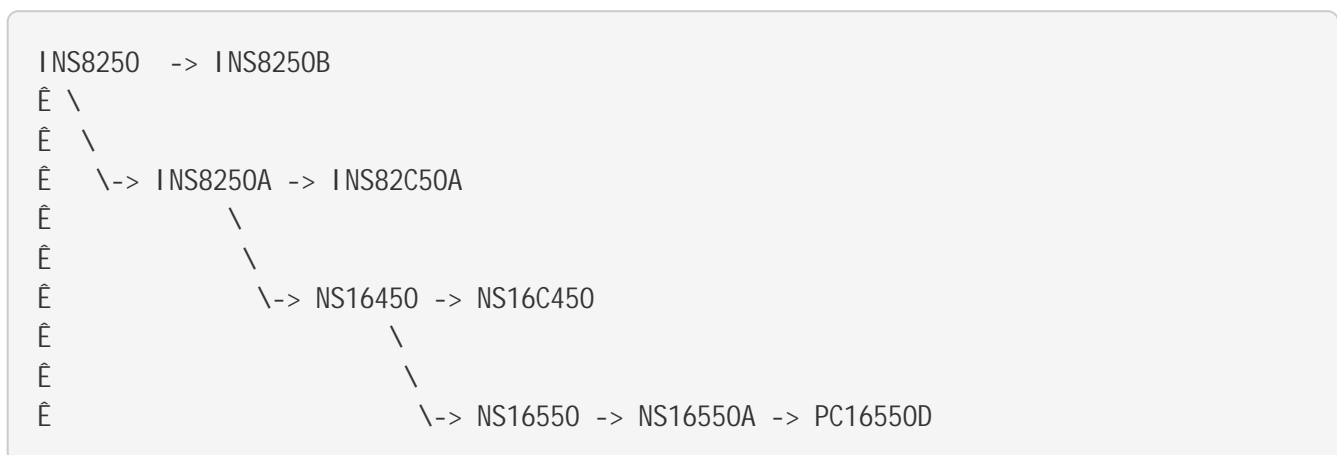 INS8250  -> INS8250B
Ê \
Ê  \
Ê   \-> INS8250A -> INS82C50A
Ê             \
Ê              \
Ê               \-> NS16450 -> NS16C450
Ê                          \
Ê                           \
Ê                            \-> NS16550 -> NS16550A -> PC16550D